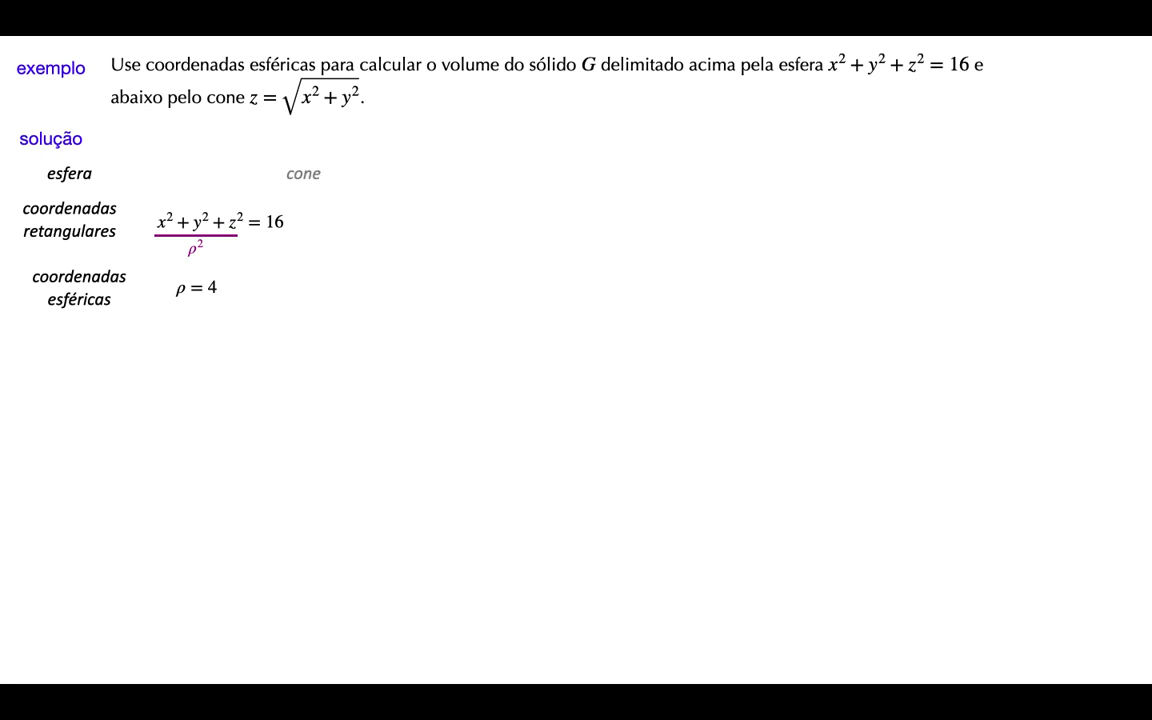 exemplo Use coordenadas esféricas para calcular o volume do sólido G delimitado acima pela esfera x² + y² + z² = 16 e
abaixo pelo cone z = √(x² + y²).
solução
esfera cone
coordenadas
retangulares x² + y² + z² = 16
ρ²
coordenadas
esféricas ρ = 4